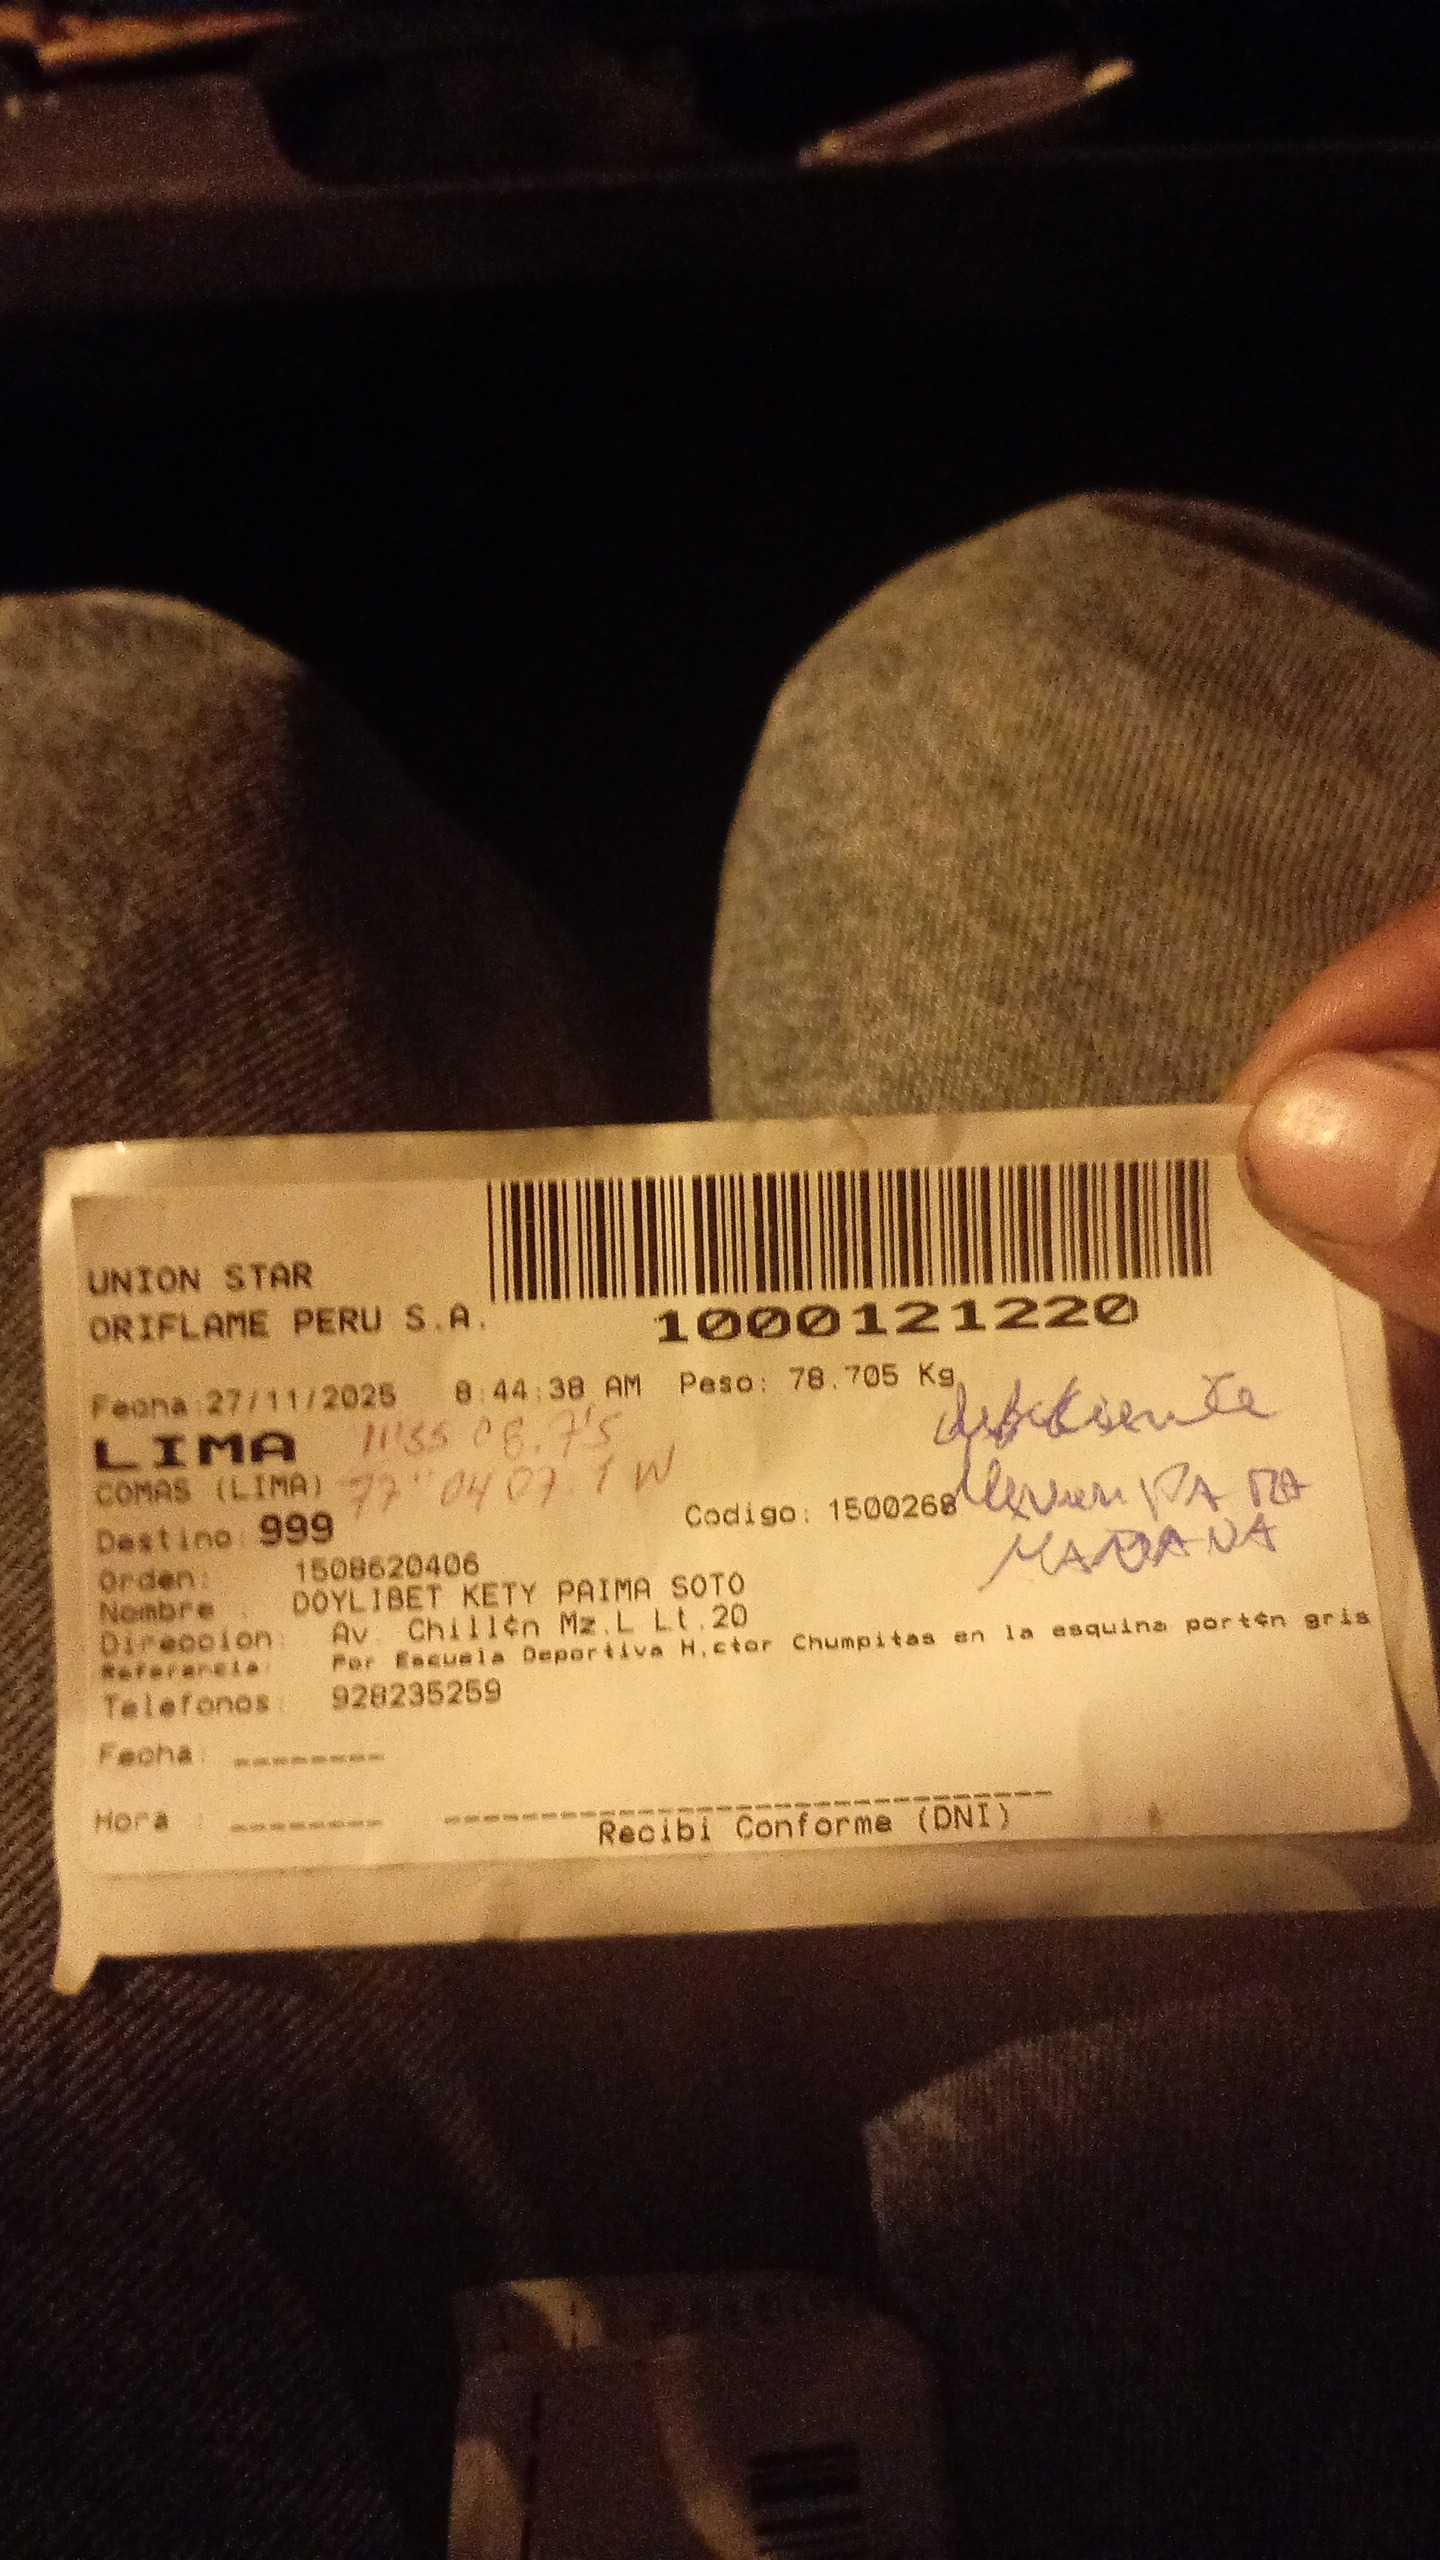 UNION STAR
ORIFLAME PERU S.A.
1000121220
Fecha:27/11/2025 8:44:38 AM Peso: 78.705 Kg
LIMA
COMAS (LIMA)
Destino: 999
Codigo: 1500268
MAÑANA
Orden: 1508620406
Nombre : DOYLIBET KETY PAIMA SOTO
Direccion: Av. Chill¢n Mz.L Lt.20
Referencia: Por Escuela Deportiva H,ctor Chumpitas en la esquina port¢n gris
Telefonos: 928235259
Fecha: --------
Hora : --------
Recibi Conforme (DNI)